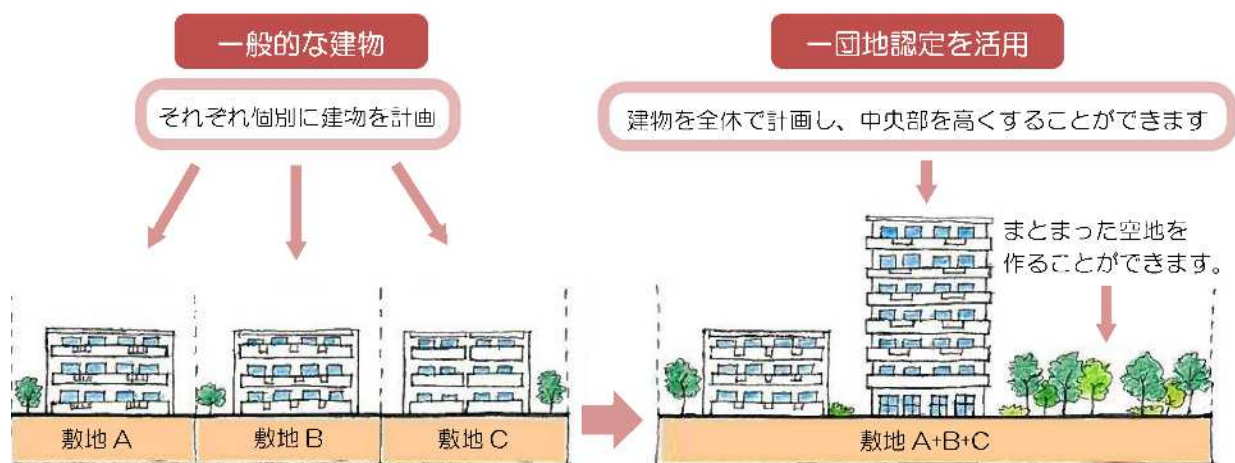 一般的な建物
それぞれ個別に建物を計画
敷地 A
敷地 B
敷地 C
一団地認定を活用
建物を全体で計画し、中央部を高くすることができます
まとまった空地を
作ることができます。
敷地 A+B+C